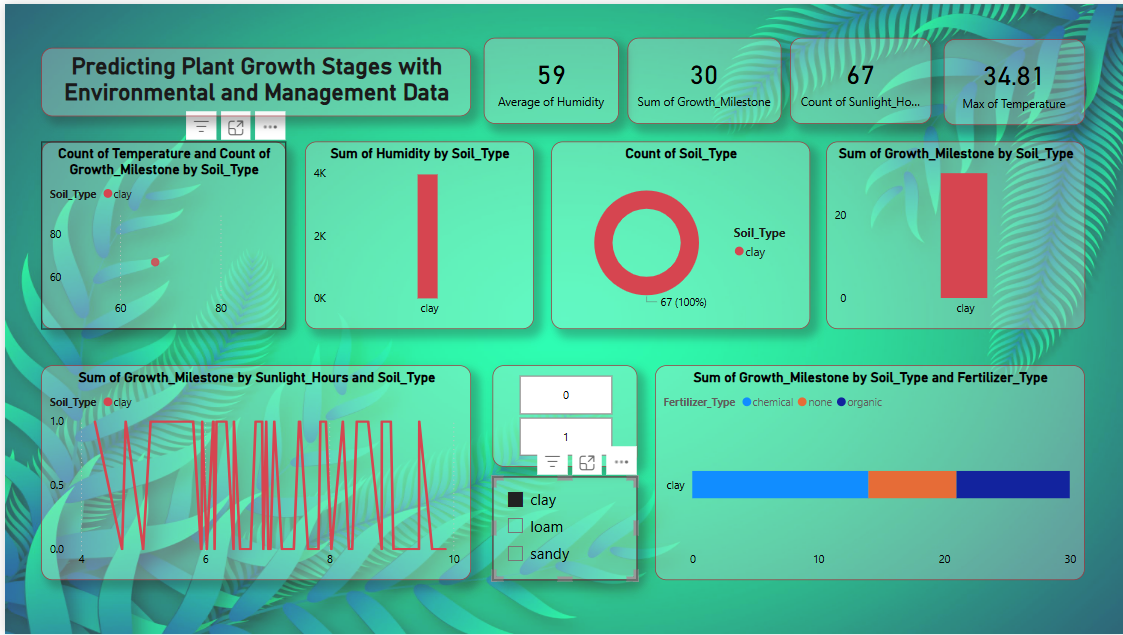 Predicting Plant Growth Stages with
Environmental and Management Data
59
Average of Humidity
30
Sum of Growth_Milestone
67
Count of Sunlight_Ho...
34.81
Max of Temperature
Count of Temperature and Count of
Growth_Milestone by Soil_Type
Soil_Type clay
80
60
60 80
Sum of Humidity by Soil_Type
4K
2K
0K
clay
Count of Soil_Type
Soil_Type
clay
67 (100%)
Sum of Growth_Milestone by Soil_Type
20
0
clay
Sum of Growth_Milestone by Sunlight_Hours and Soil_Type
Soil_Type clay
1.0
0.5
0.0
4 6 8 10
0
1
clay
loam
sandy
Sum of Growth_Milestone by Soil_Type and Fertilizer_Type
Fertilizer_Type chemical none organic
clay
0 10 20 30